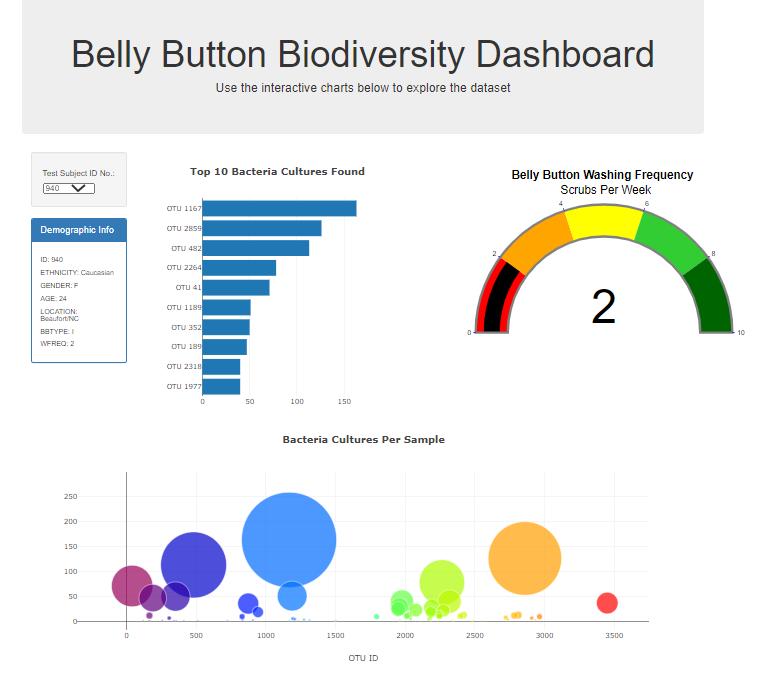 Belly Button Biodiversity Dashboard
Use the interactive charts below to explore the dataset
Test Subject ID No.:
940
Demographic Info
ID: 940
ETHNICITY: Caucasian
GENDER: F
AGE: 24
LOCATION:
Beaufort/NC
BBTYPE: I
WFREQ: 2
Top 10 Bacteria Cultures Found
OTU 1167
OTU 2859
OTU 482
OTU 2264
OTU 41
OTU 1189
OTU 352
OTU 189
OTU 2318
OTU 1977
0 50 100 150
Belly Button Washing Frequency
Scrubs Per Week
0
2
4
6
8
10
2
Bacteria Cultures Per Sample
250
200
150
100
50
0
0 500 1000 1500 2000 2500 3000 3500
OTU ID